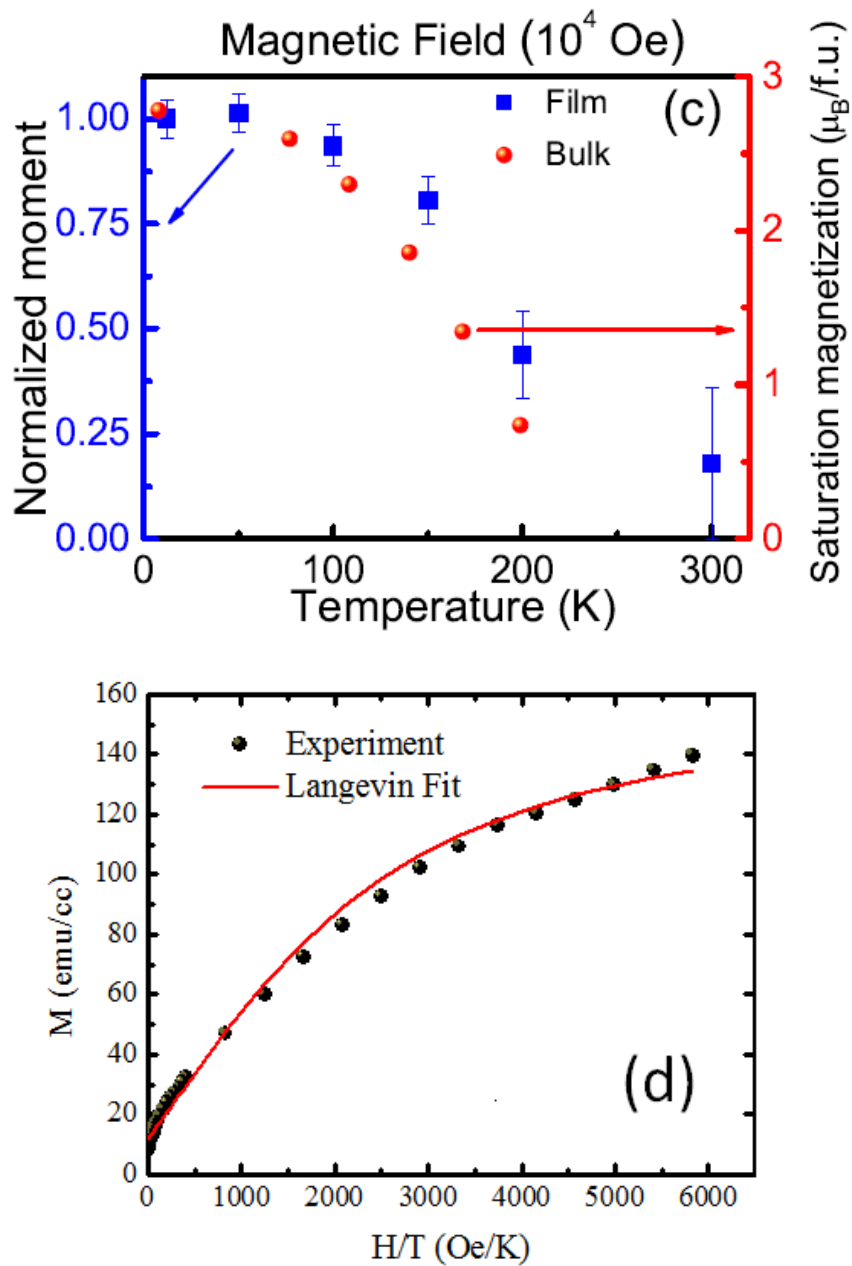 Magnetic Field (10⁴ Oe)
(c)
Film
Bulk
Normalized moment
1.00
0.75
0.50
0.25
0.00
3
2
1
0
Saturation magnetization (μB/f.u.)
0
100
200
300
Temperature (K)
160
140
120
100
80
60
40
20
0
Experiment
Langevin Fit
M (emu/cc)
(d)
0
1000
2000
3000
4000
5000
6000
H/T (Oe/K)